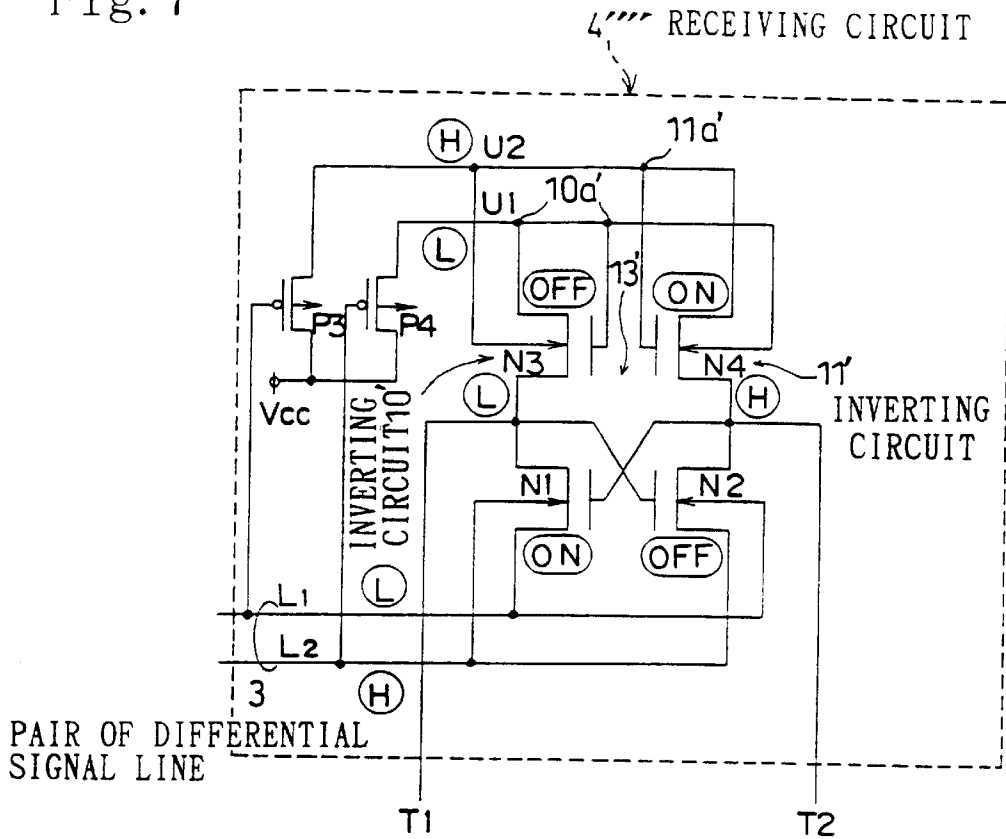 Fig. 7
4'''' RECEIVING CIRCUIT
H
U2
11a'
U1
10a'
L
OFF
13'
ON
P3
P4
N3
N4
11'
Vcc
L
H
INVERTING
CIRCUIT
INVERTING
CIRCUIT10'
N1
N2
ON
OFF
L1
L
L2
H
3
PAIR OF DIFFERENTIAL
SIGNAL LINE
T1
T2